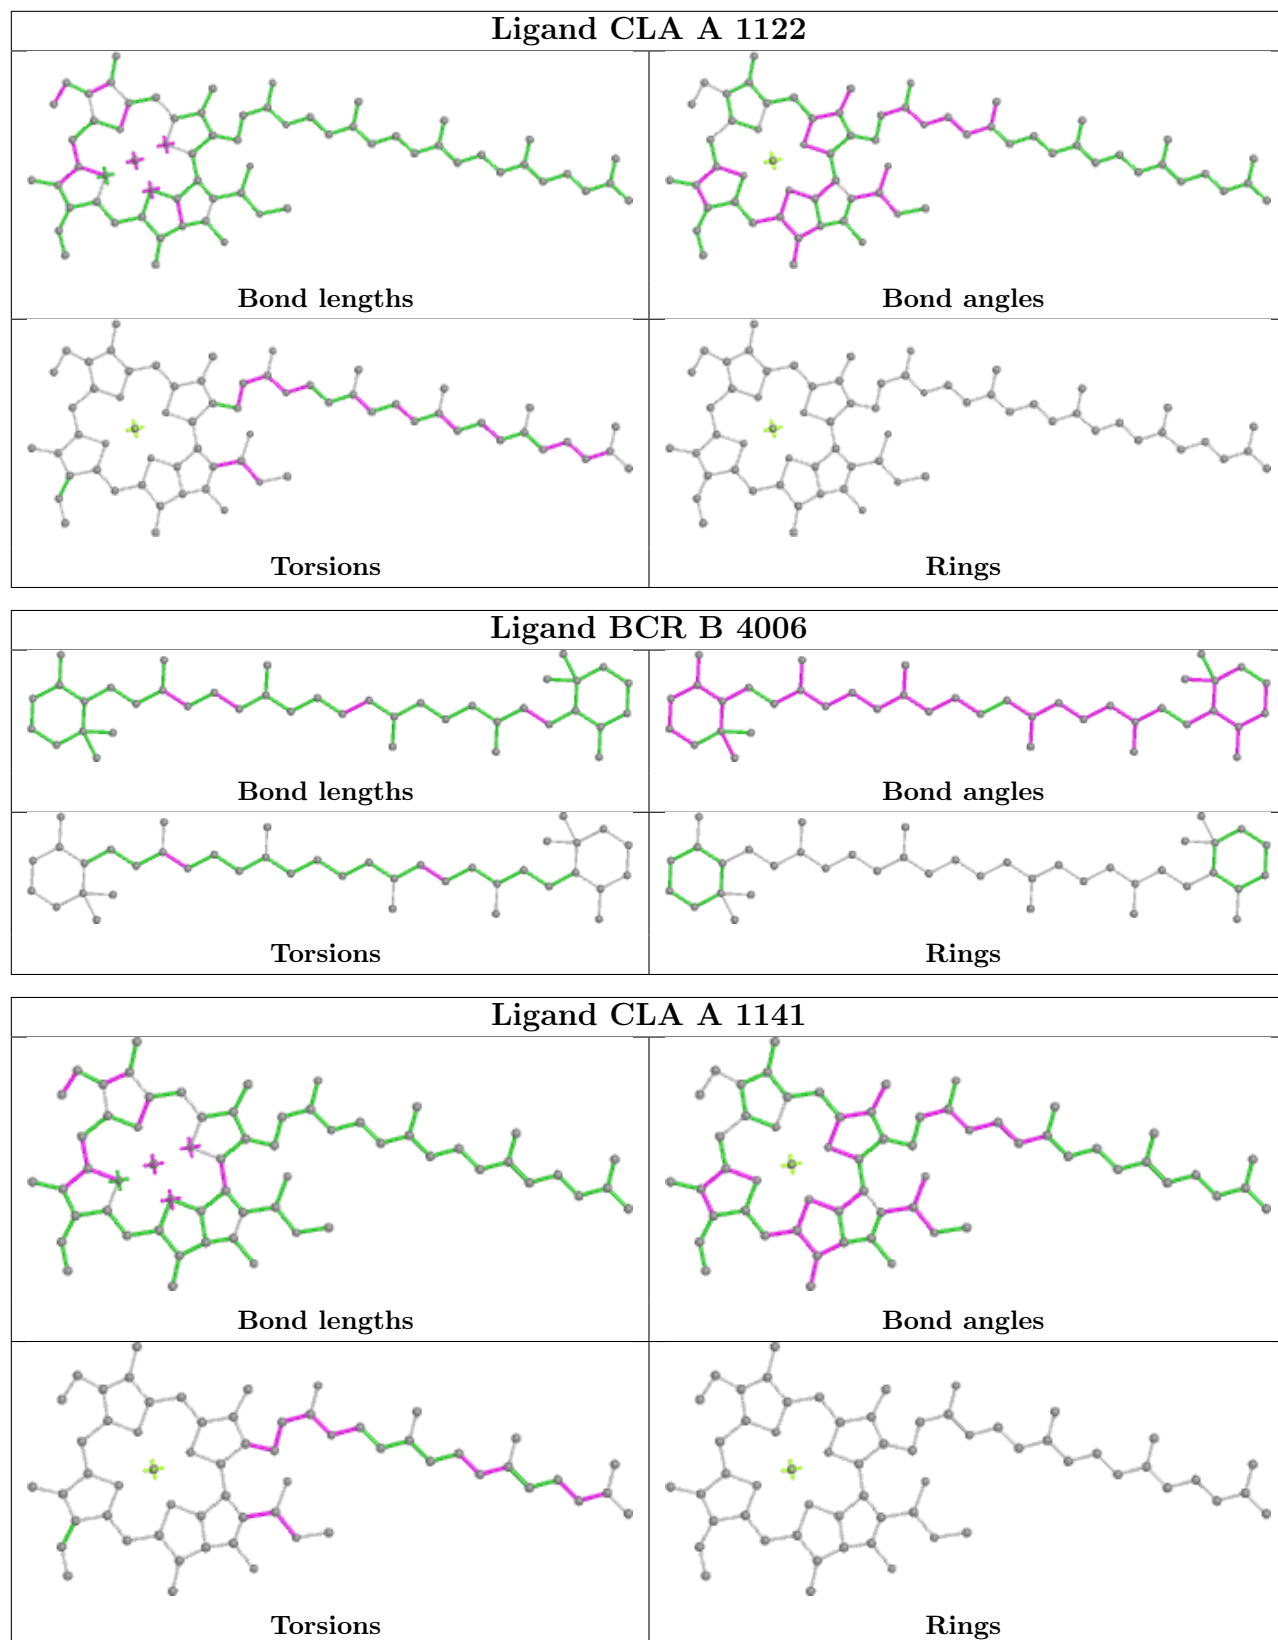 Ligand CLA A 1122
Bond lengths
Bond angles
Torsions
Rings
Ligand BCR B 4006
Bond lengths
Bond angles
Torsions
Rings
Ligand CLA A 1141
Bond lengths
Bond angles
Torsions
Rings